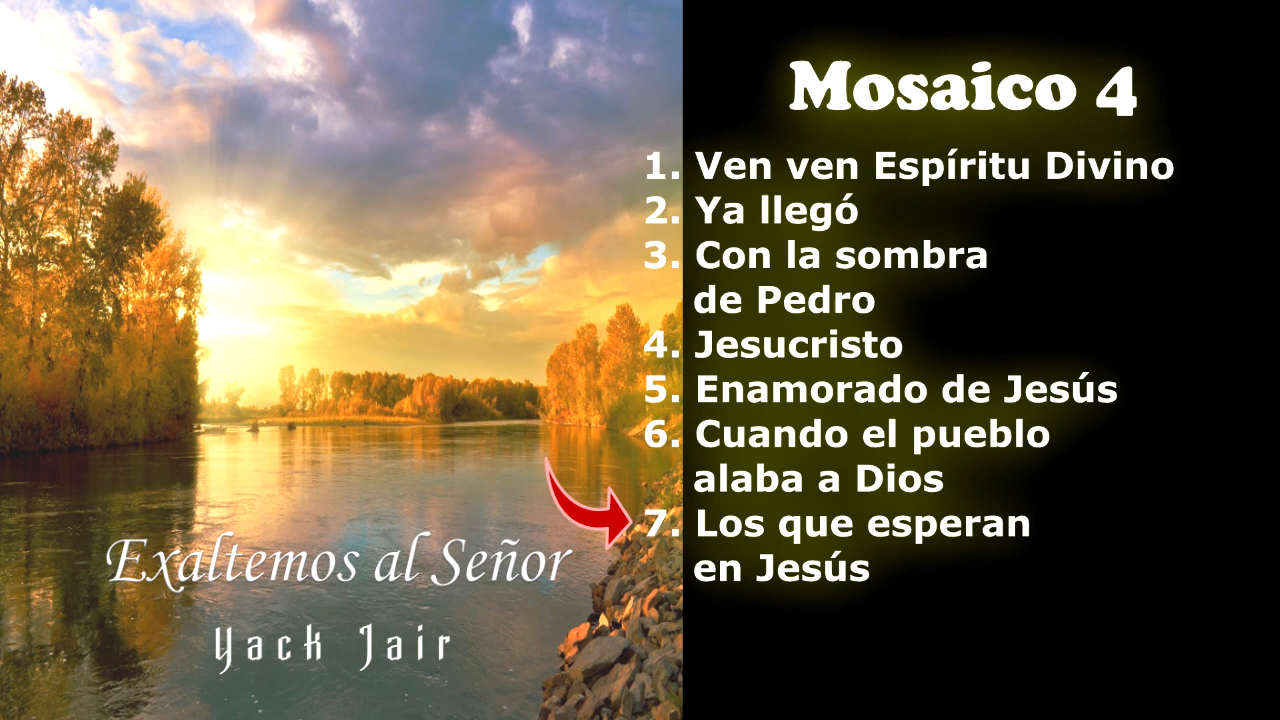 Mosaico 4
1. Ven ven Espíritu Divino
2. Ya llegó
3. Con la sombra
de Pedro
4. Jesucristo
5. Enamorado de Jesús
6. Cuando el pueblo
alaba a Dios
7. Los que esperan
en Jesús
Exaltemos al Señor
Yack Jair